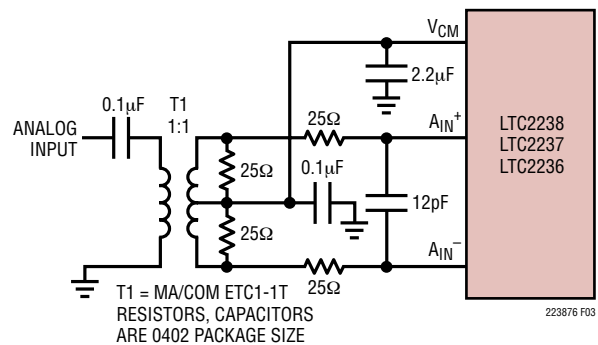 VCM
2.2µF
0.1µF
T1
1:1
ANALOG
INPUT
25Ω
AIN+
LTC2238
LTC2237
LTC2236
25Ω
0.1µF
12pF
25Ω
AIN−
25Ω
T1 = MA/COM ETC1-1T
RESISTORS, CAPACITORS
ARE 0402 PACKAGE SIZE
223876 F03